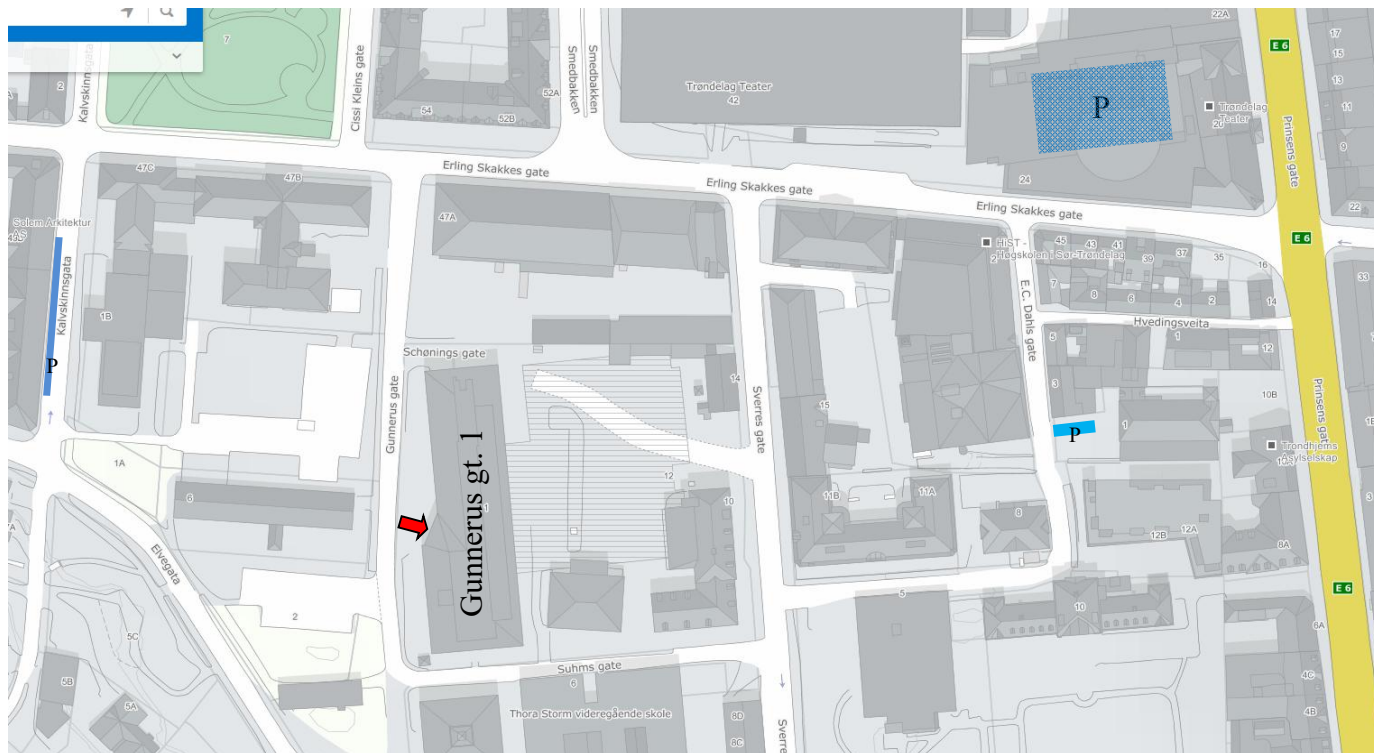 Kalvskinnsgata
2
7
Cissi Kleins gate
54
52A
52B
Smedbakken
Smedbakken
Trøndelag Teater
42
22A
P
Trøndelag
Teater
20
24
E 6
17
15
13
11
9
22
Prinsens gate
Erling Skakkes gate
Erling Skakkes gate
Erling Skakkes gate
47C
47B
47A
Solem Arkitektur
AS
Kalvskinnsgata
P
1B
HiST -
Høgskolen i Sør-Trøndelag
2
45
43
41
39
37
35
16
7
8
6
4
2
14
E 6
33
E.C. Dahls gate
Hvedingsveita
5
3
1
12
10B
Schønings gate
Gunnerus gate
Gunnerus gt. 1
1
14
Sverres gate
15
P
1
Prinsens gate
Trondhjems
Asylselskap
10A
1A
6
12
10
11B
11A
8
12B
12A
8A
3
Elvegata
2
5
10
E 6
6A
5C
5B
5A
Suhms gate
6
Thora Storm videregående skole
8D
8C
4C
4B